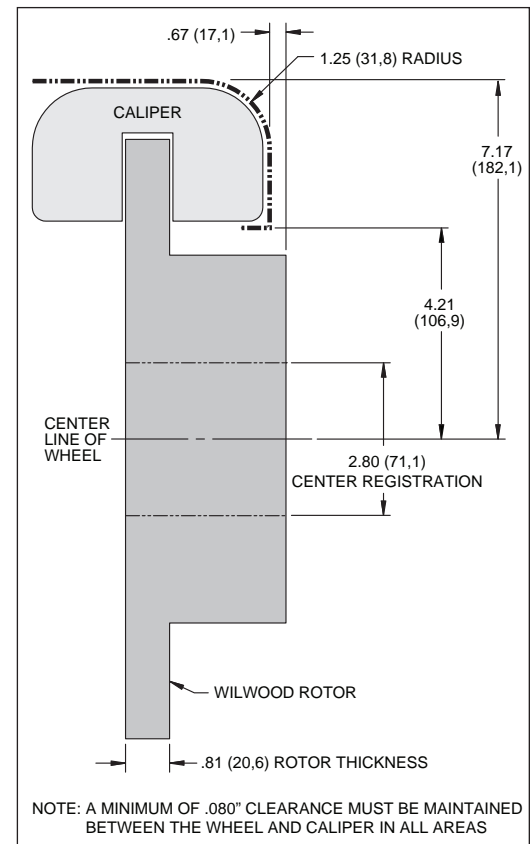 .67 (17,1)
1.25 (31,8) RADIUS
CALIPER
7.17
(182,1)
4.21
(106,9)
CENTER
LINE OF
WHEEL
2.80 (71,1)
CENTER REGISTRATION
WILWOOD ROTOR
.81 (20,6) ROTOR THICKNESS
NOTE: A MINIMUM OF .080" CLEARANCE MUST BE MAINTAINED
BETWEEN THE WHEEL AND CALIPER IN ALL AREAS